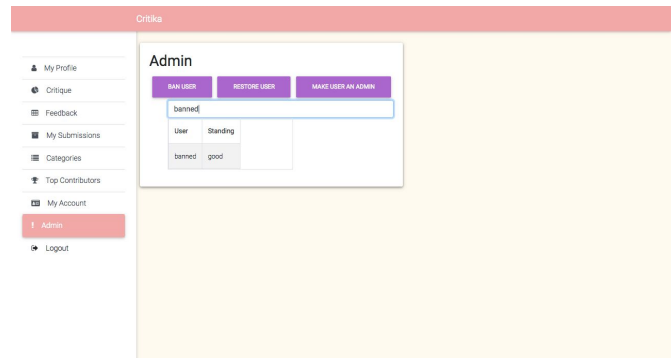 Critiks
My Profile
Critique
Feedback
My Submissions
Categories
Top Contributors
My Account
Admin
Logout
Admin
BAN USER RESTORE USER MAKE USER AN ADMIN
banned
User Standing
banned good